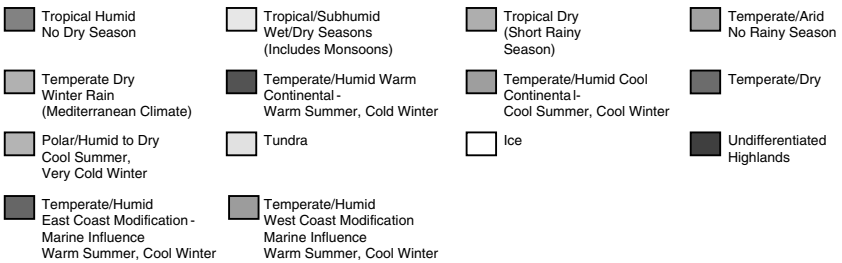 Tropical Humid
No Dry Season
Tropical/Subhumid
Wet/Dry Seasons
(Includes Monsoons)
Tropical Dry
(Short Rainy
Season)
Temperate/Arid
No Rainy Season
Temperate Dry
Winter Rain
(Mediterranean Climate)
Temperate/Humid Warm
Continental-
Warm Summer, Cold Winter
Temperate/Humid Cool
Continental-
Cool Summer, Cool Winter
Temperate/Dry
Polar/Humid to Dry
Cool Summer,
Very Cold Winter
Tundra
Ice
Undifferentiated
Highlands
Temperate/Humid
East Coast Modification-
Marine Influence
Warm Summer, Cool Winter
Temperate/Humid
West Coast Modification
Marine Influence
Warm Summer, Cool Winter